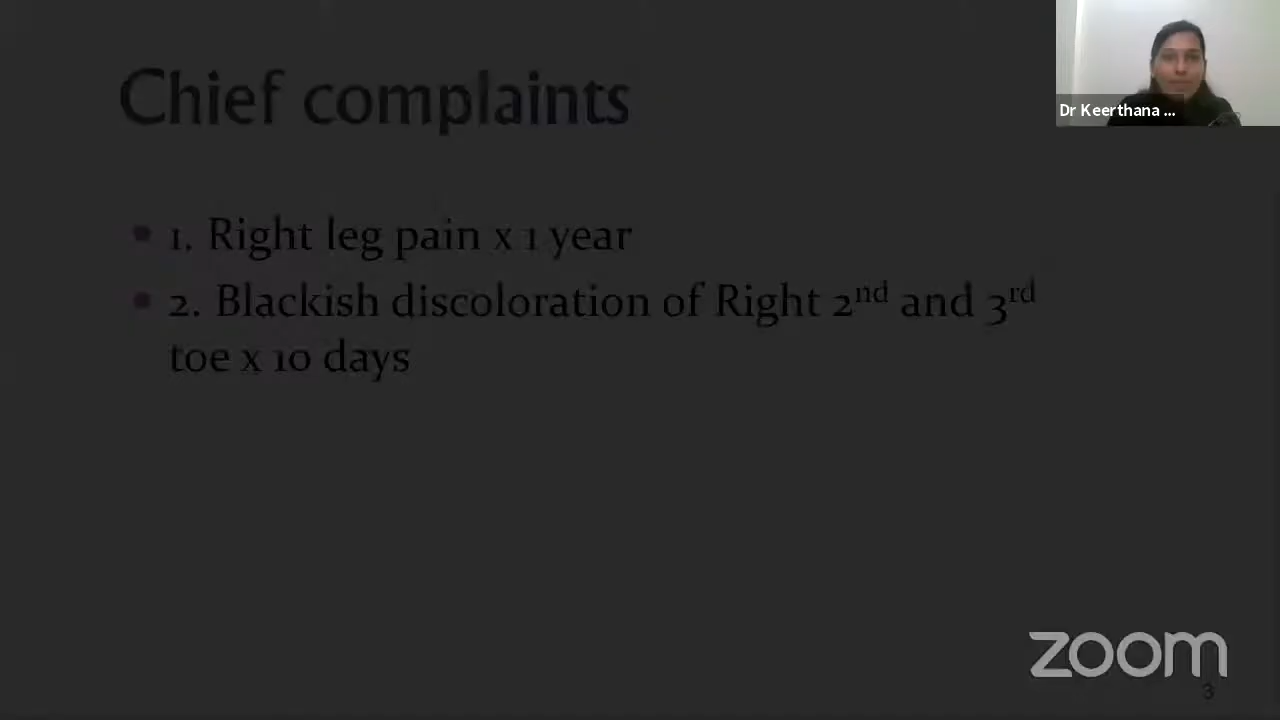 Chief complaints
Dr Keerthana ...
• 1. Right leg pain x 1 year
• 2. Blackish discoloration of Right 2nd and 3rd
toe x 10 days
zoom
3